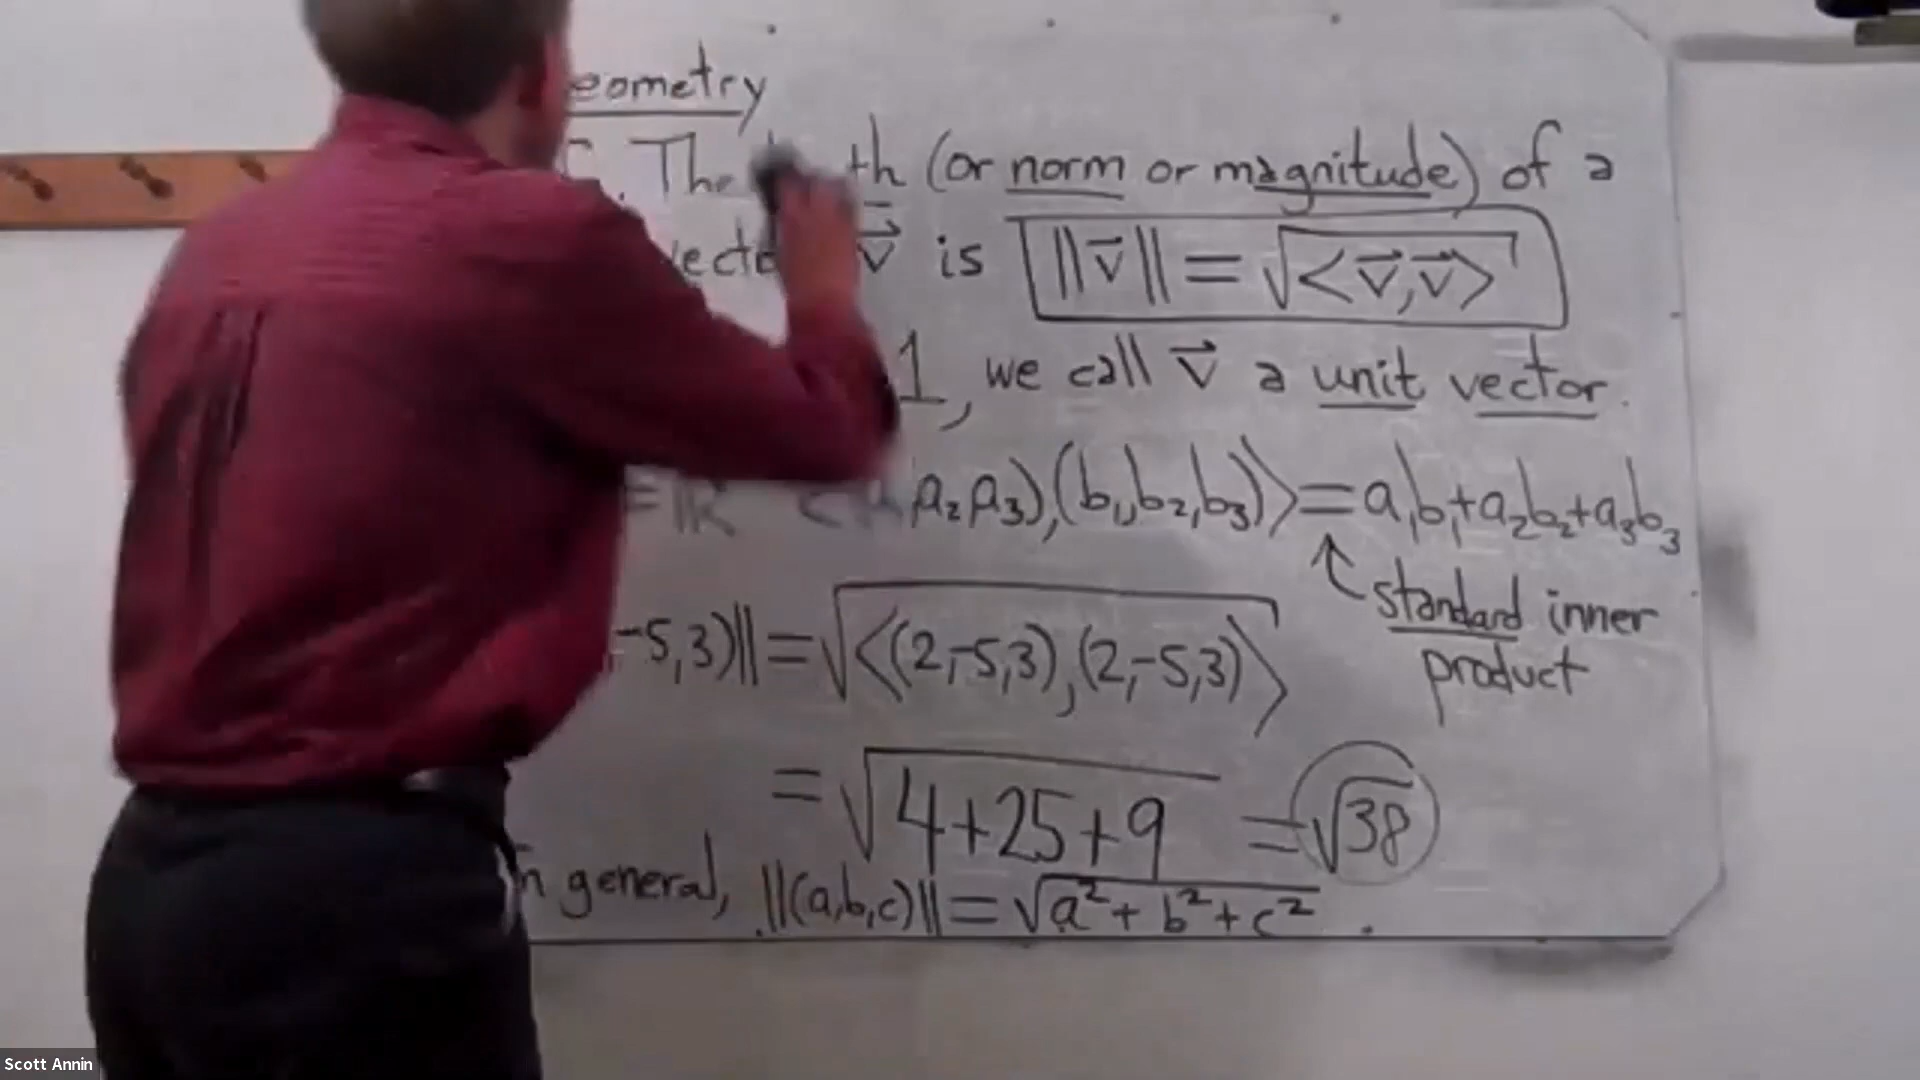 eometry
The th (or norm or magnitude) of a
vecto v⃗ is ||v⃗|| = √<v⃗,v⃗>
1, we call v⃗ a unit vector.
= ℝ a₂ a₃),(b₁,b₂,b₃)⟩ = a₁b₁+a₂b₂+a₃b₃
↑ standard inner
product
-5,3)|| = √⟨(2,-5,3),(2,-5,3)⟩
= √4+25+9 = √38
n general, ||(a,b,c)|| = √a²+b²+c².
Scott Annin